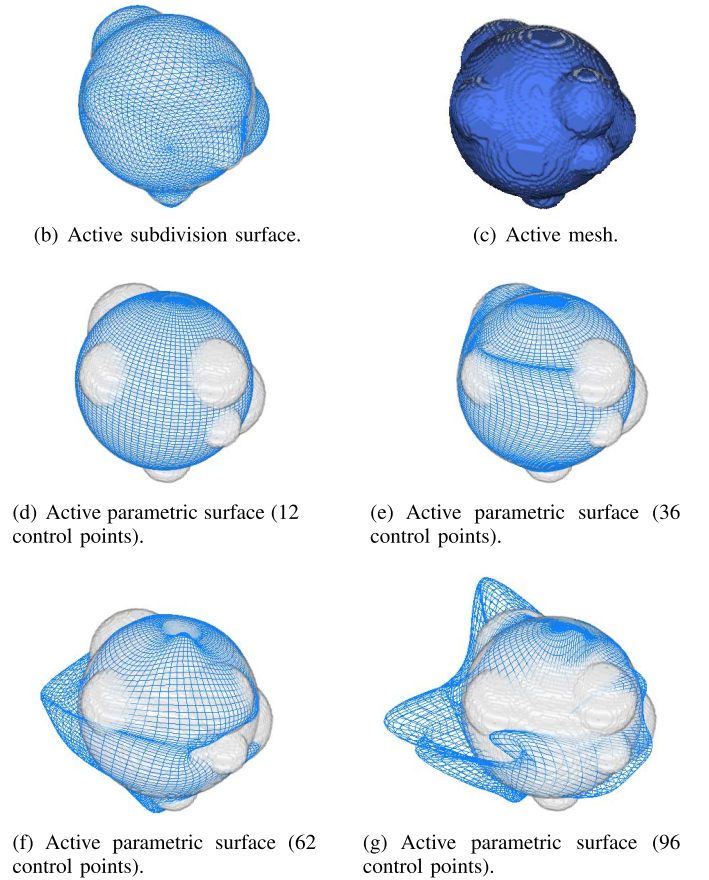 (b) Active subdivision surface.
(c) Active mesh.
(d) Active parametric surface (12
control points).
(e) Active parametric surface (36
control points).
(f) Active parametric surface (62
control points).
(g) Active parametric surface (96
control points).